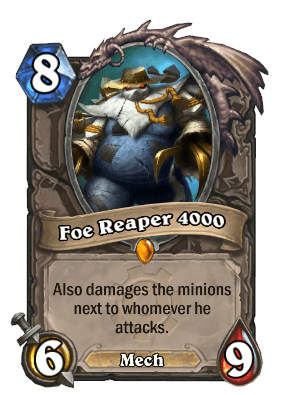 8
Foe Reaper 4000
Also damages the minions
next to whomever he
attacks.
6
Mech
9